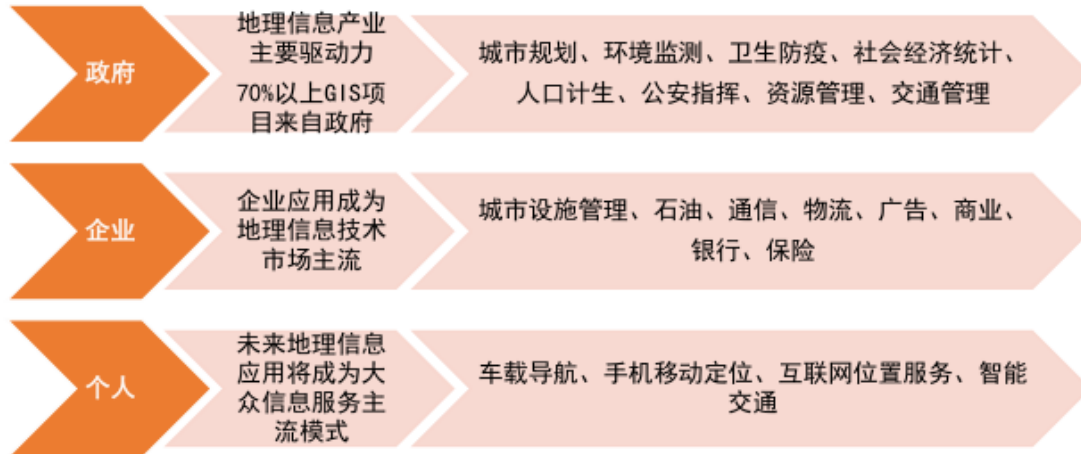 政府
地理信息产业
主要驱动力
70%以上GIS项
目来自政府
城市规划、环境监测、卫生防疫、社会经济统计、
人口计生、公安指挥、资源管理、交通管理
企业
企业应用成为
地理信息技术
市场主流
城市设施管理、石油、通信、物流、广告、商业、
银行、保险
个人
未来地理信息
应用将成为大
众信息服务主
流模式
车载导航、手机移动定位、互联网位置服务、智能
交通